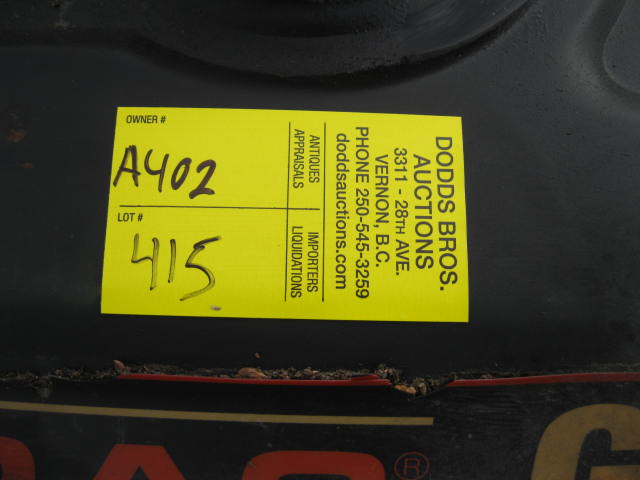 OWNER #
A402
LOT #
415
ANTIQUES
APPRAISALS
IMPORTERS
LIQUIDATIONS
DODDS BROS.
AUCTIONS
3311 - 28TH AVE.
VERNON, B.C.
PHONE 250-545-3259
doddsauctions.com
®